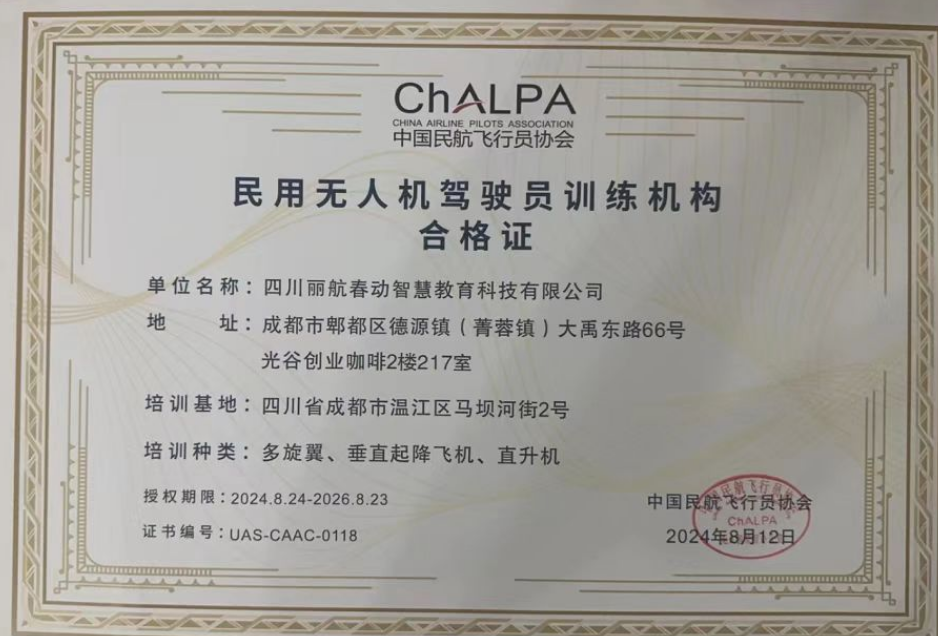 ChALPA
CHINA AIRLINE PILOTS ASSOCIATION
中国民航飞行员协会
民用无人机驾驶员训练机构
合格证
单位名称：四川丽航春动智慧教育科技有限公司
地 址：成都市郫都区德源镇（菁蓉镇）大禹东路66号
光谷创业咖啡2楼217室
培训基地：四川省成都市温江区马坝河街2号
培训种类：多旋翼、垂直起降飞机、直升机
授权期限：2024.8.24-2026.8.23
证书编号：UAS-CAAC-0118
中国民航飞行员协会
ChALPA
2024年8月12日